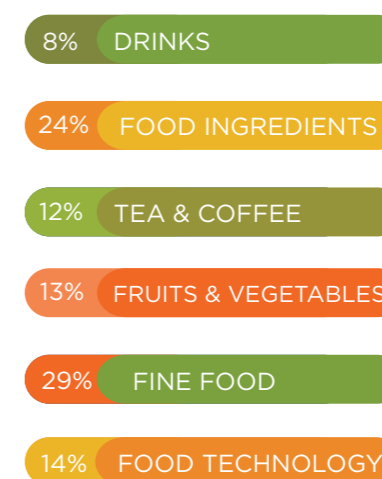 8% DRINKS
24% FOOD INGREDIENTS
12% TEA & COFFEE
13% FRUITS & VEGETABLES
29% FINE FOOD
14% FOOD TECHNOLOGY